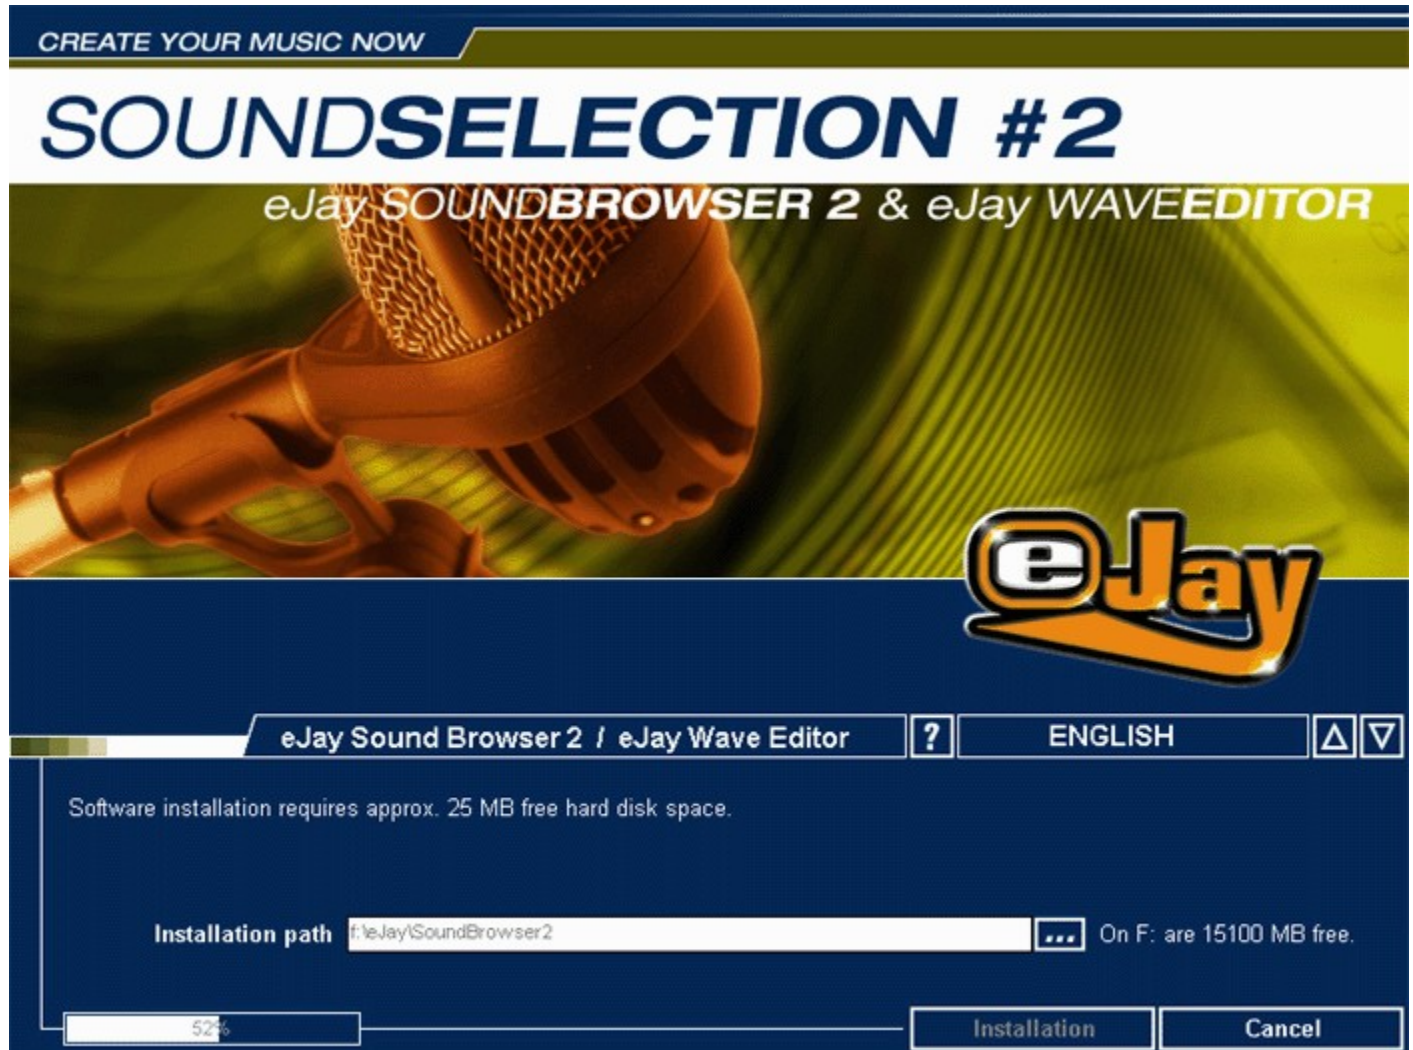 CREATE YOUR MUSIC NOW
SOUNDSELECTION #2
eJay SOUNDBROWSER 2 & eJay WAVEEDITOR
eJay
eJay Sound Browser 2 / eJay Wave Editor ? ENGLISH
Software installation requires approx. 25 MB free hard disk space.
Installation path f:\eJay\SoundBrowser2 ... On F: are 15100 MB free.
52% Installation Cancel